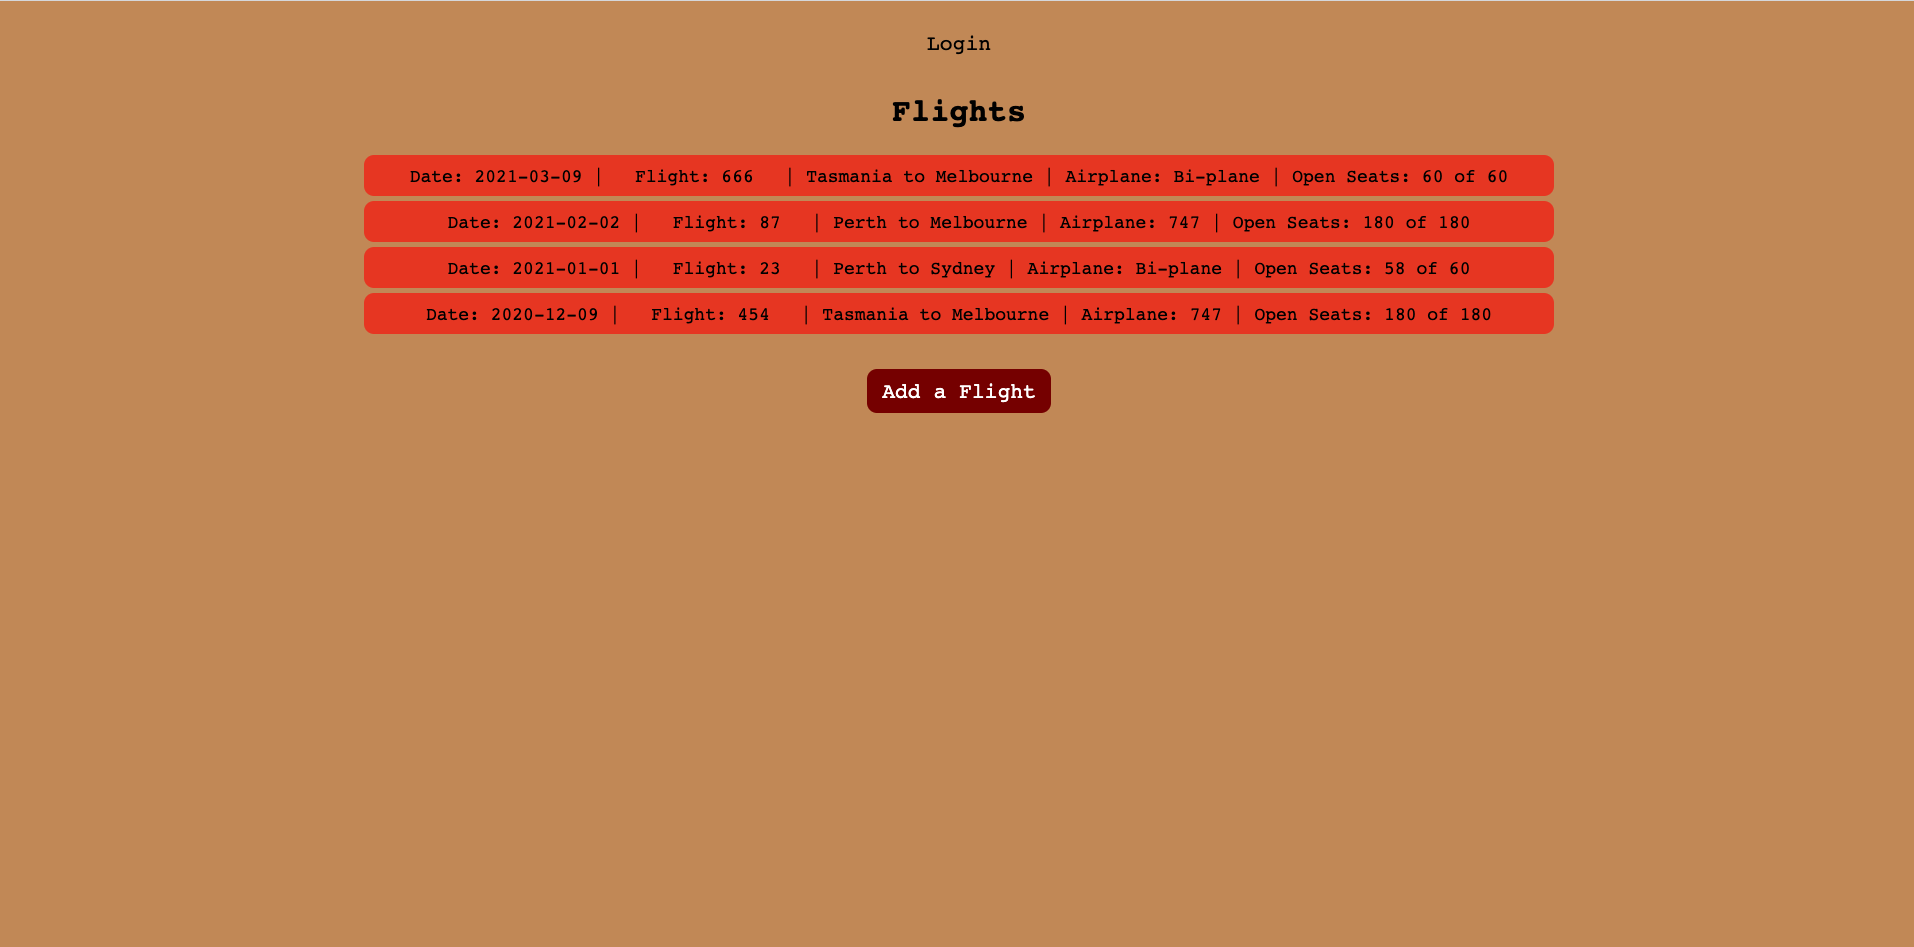 Login
Flights
Date: 2021-03-09 | Flight: 666 | Tasmania to Melbourne | Airplane: Bi-plane | Open Seats: 60 of 60
Date: 2021-02-02 | Flight: 87 | Perth to Melbourne | Airplane: 747 | Open Seats: 180 of 180
Date: 2021-01-01 | Flight: 23 | Perth to Sydney | Airplane: Bi-plane | Open Seats: 58 of 60
Date: 2020-12-09 | Flight: 454 | Tasmania to Melbourne | Airplane: 747 | Open Seats: 180 of 180
Add a Flight